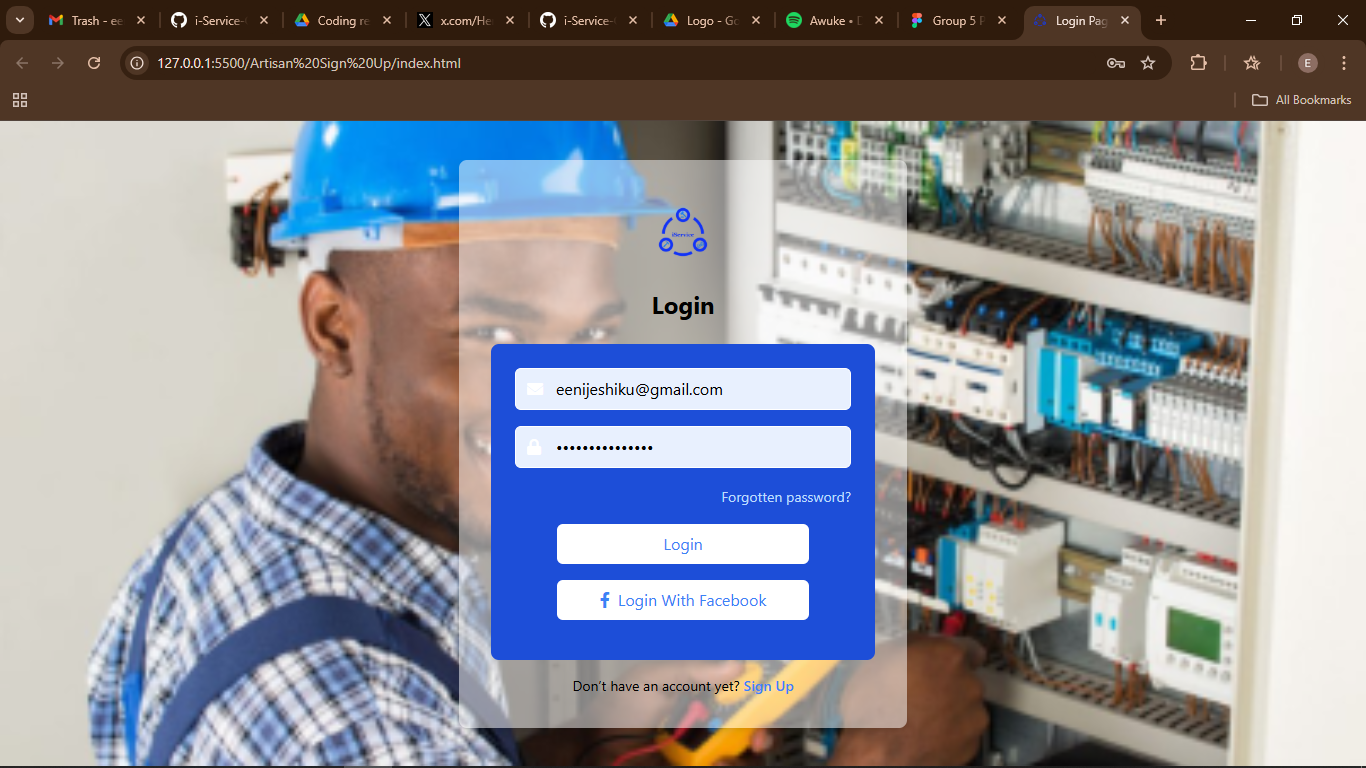 Trash - ee
i-Service-
Coding re
x.com/He
i-Service-
Logo - Go
Awuke • D
Group 5 P
Login Pag
127.0.0.1:5500/Artisan%20Sign%20Up/index.html
E
All Bookmarks
iService
Login
eenijeshiku@gmail.com
•••••••••••••••
Forgotten password?
Login
Login With Facebook
Don't have an account yet? Sign Up